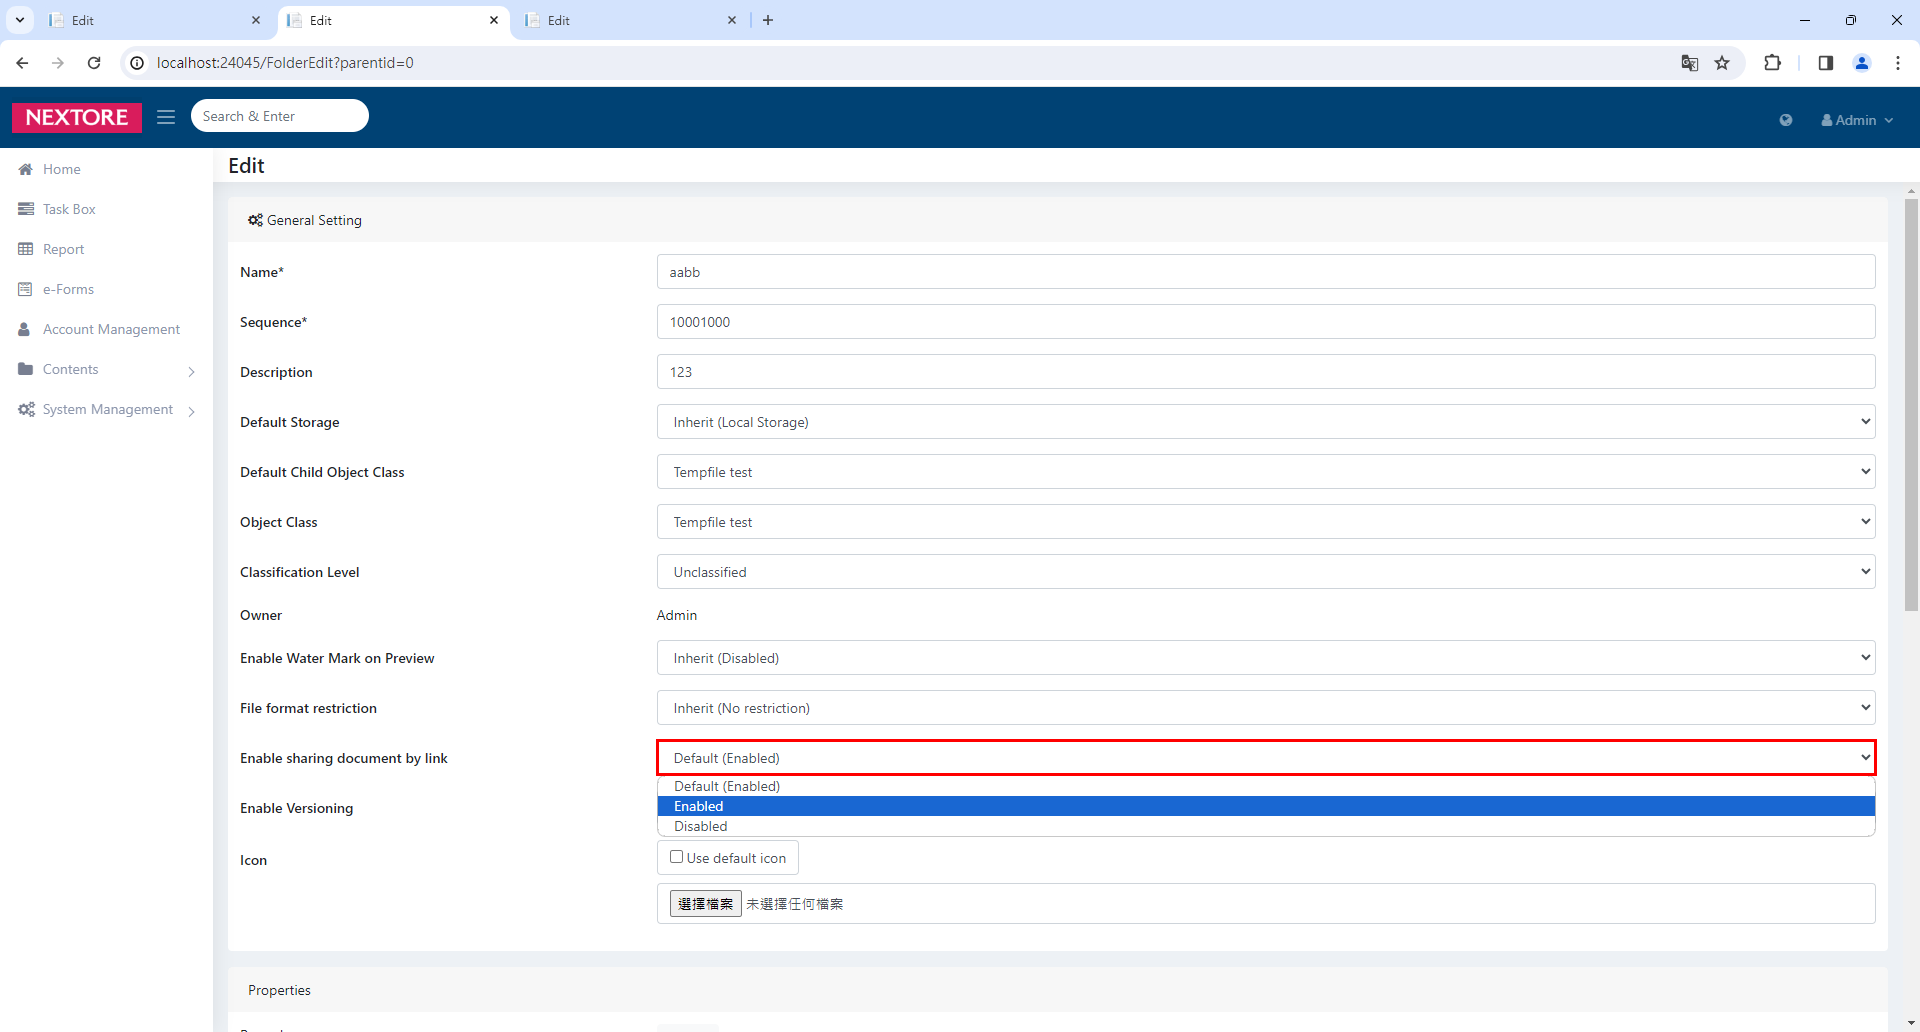 Edit
Edit
Edit
localhost:24045/FolderEdit?parentid=0
NEXTORE
Search & Enter
Admin
Home
Task Box
Report
e-Forms
Account Management
Contents
System Management
Edit
General Setting
Name*
aabb
Sequence*
10001000
Description
123
Default Storage
Inherit (Local Storage)
Default Child Object Class
Tempfile test
Object Class
Tempfile test
Classification Level
Unclassified
Owner
Admin
Enable Water Mark on Preview
Inherit (Disabled)
File format restriction
Inherit (No restriction)
Enable sharing document by link
Default (Enabled)
Default (Enabled)
Enabled
Disabled
Enable Versioning
Icon
Use default icon
選擇檔案 未選擇任何檔案
Properties